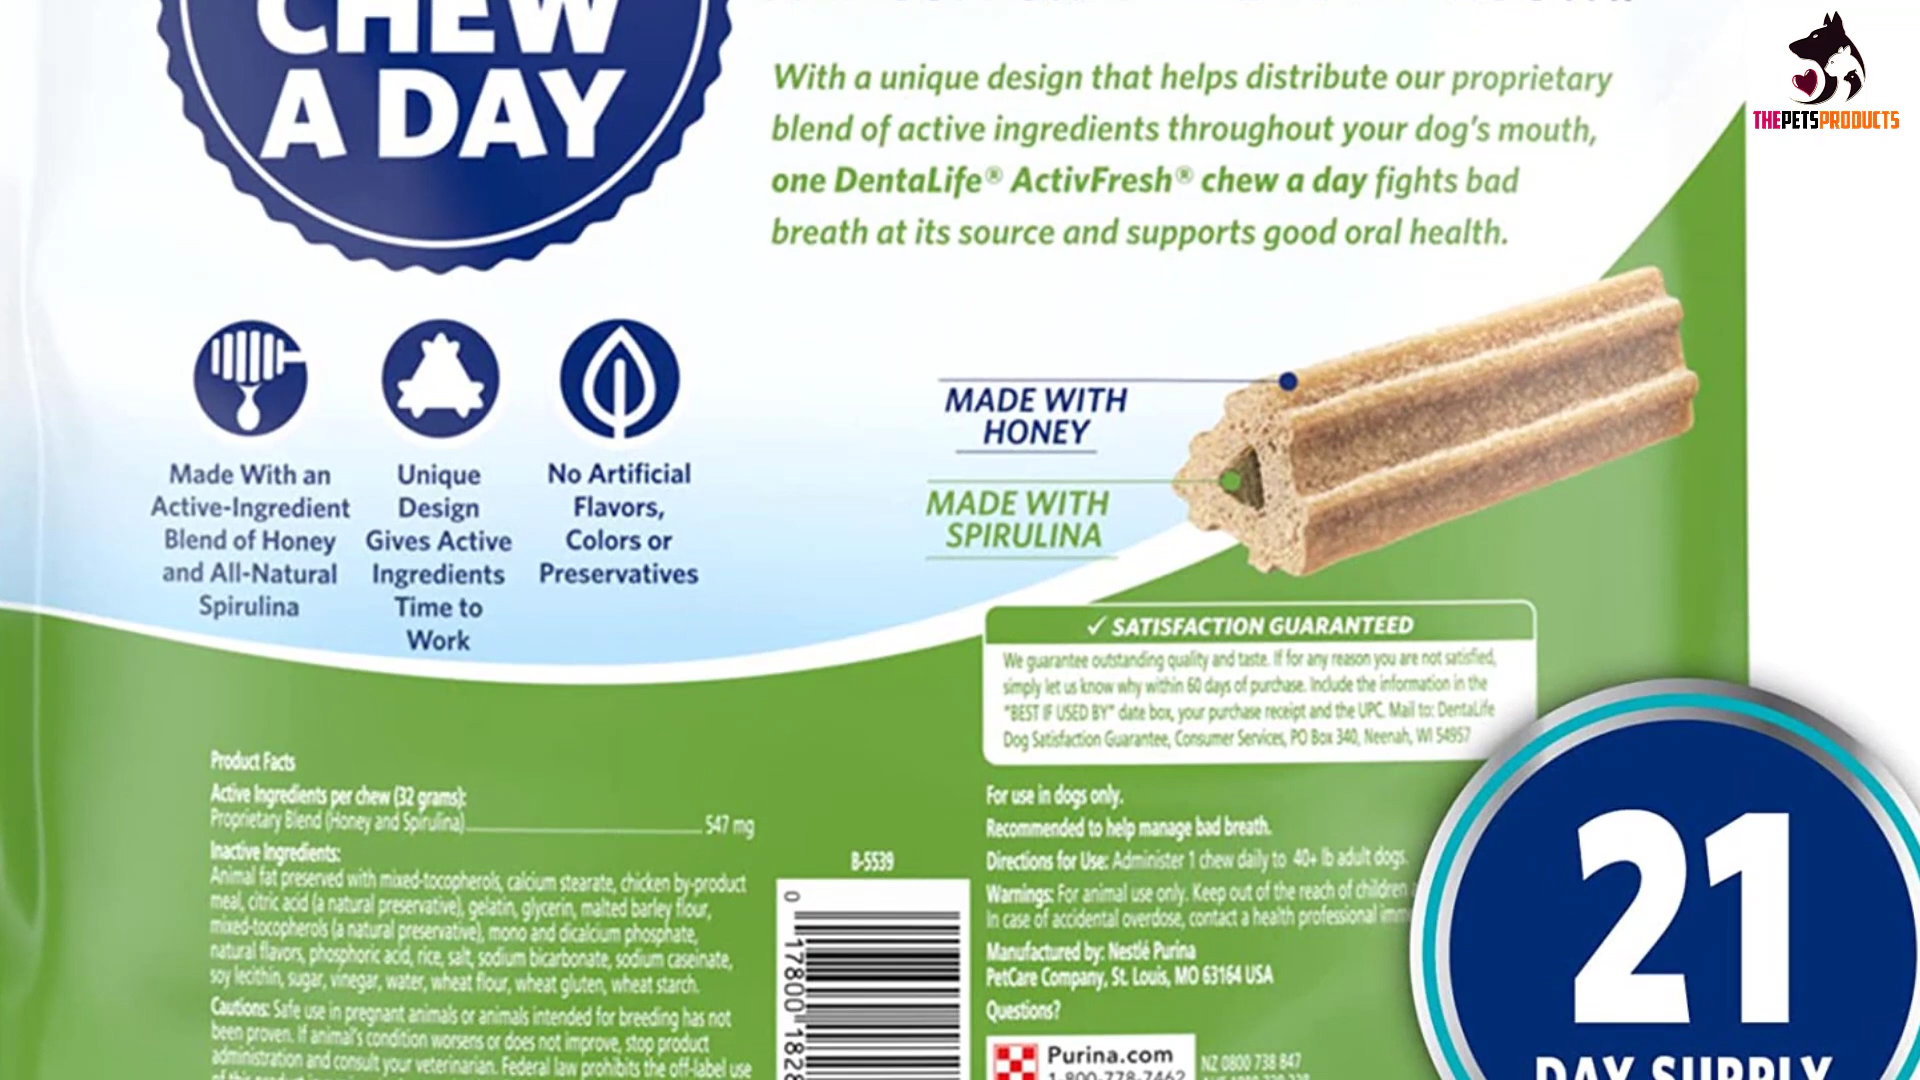 CHEW
A DAY
With a unique design that helps distribute our proprietary
blend of active ingredients throughout your dog's mouth,
one DentaLife® ActivFresh® chew a day fights bad
breath at its source and supports good oral health.
THEPETSPRODUCTS
Made With an
Active-Ingredient
Blend of Honey
and All-Natural
Spirulina
Unique
Design
Gives Active
Ingredients
Time to
Work
No Artificial
Flavors,
Colors or
Preservatives
MADE WITH
HONEY
MADE WITH
SPIRULINA
✓ SATISFACTION GUARANTEED
We guarantee outstanding quality and taste. If for any reason you are not satisfied,
simply let us know why within 60 days of purchase. Include the information in the
"BEST IF USED BY" date box, your purchase receipt and the UPC. Mail to: DentaLife
Dog Satisfaction Guarantee, Consumer Services, PO Box 340, Neenah, WI 54957
Product Facts
Active Ingredients per chew (32 grams):
Proprietary Blend (Honey and Spirulina) 547 mg
Inactive Ingredients:
Animal fat preserved with mixed-tocopherols, calcium stearate, chicken by-product
meal, citric acid (a natural preservative), gelatin, glycerin, malted barley flour,
mixed-tocopherols (a natural preservative), mono and dicalcium phosphate,
natural flavors, phosphoric acid, rice, salt, sodium bicarbonate, sodium caseinate,
soy lecithin, sugar, vinegar, water, wheat flour, wheat gluten, wheat starch.
Cautions: Safe use in pregnant animals or animals intended for breeding has not
been proven. If animal's condition worsens or does not improve, stop product
administration and consult your veterinarian. Federal law prohibits the off-label use
of this product
B-5539
0 17800 1828
For use in dogs only.
Recommended to help manage bad breath.
Directions for Use: Administer 1 chew daily to 40+ lb adult dogs.
Warnings: For animal use only. Keep out of the reach of children
In case of accidental overdose, contact a health professional
Manufactured by: Nestlé Purina
PetCare Company, St. Louis, MO 63164 USA
Questions?
Purina.com
1-800-778-7462
NZ 0800 738 847
21
DAY SUPPLY